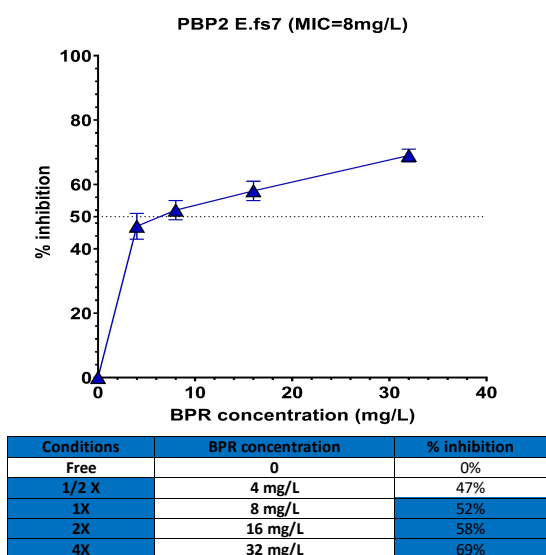 PBP2 E.fs7 (MIC=8mg/L)
100
80
60
50
40
20
0
0 10 20 30 40
% inhibition
BPR concentration (mg/L)
Conditions BPR concentration % inhibition
Free 0 0%
1/2 X 4 mg/L 47%
1X 8 mg/L 52%
2X 16 mg/L 58%
4X 32 mg/L 69%